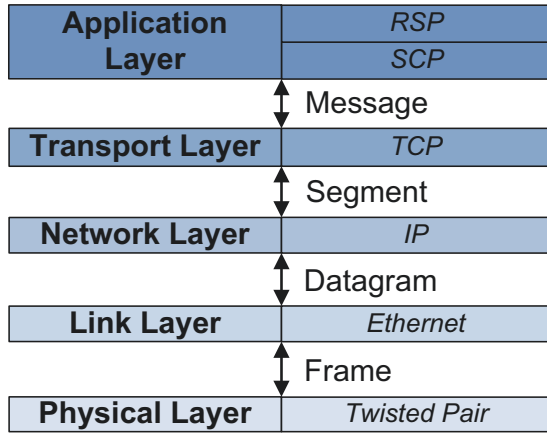 Application Layer
RSP
SCP
Message
Transport Layer
TCP
Segment
Network Layer
IP
Datagram
Link Layer
Ethernet
Frame
Physical Layer
Twisted Pair